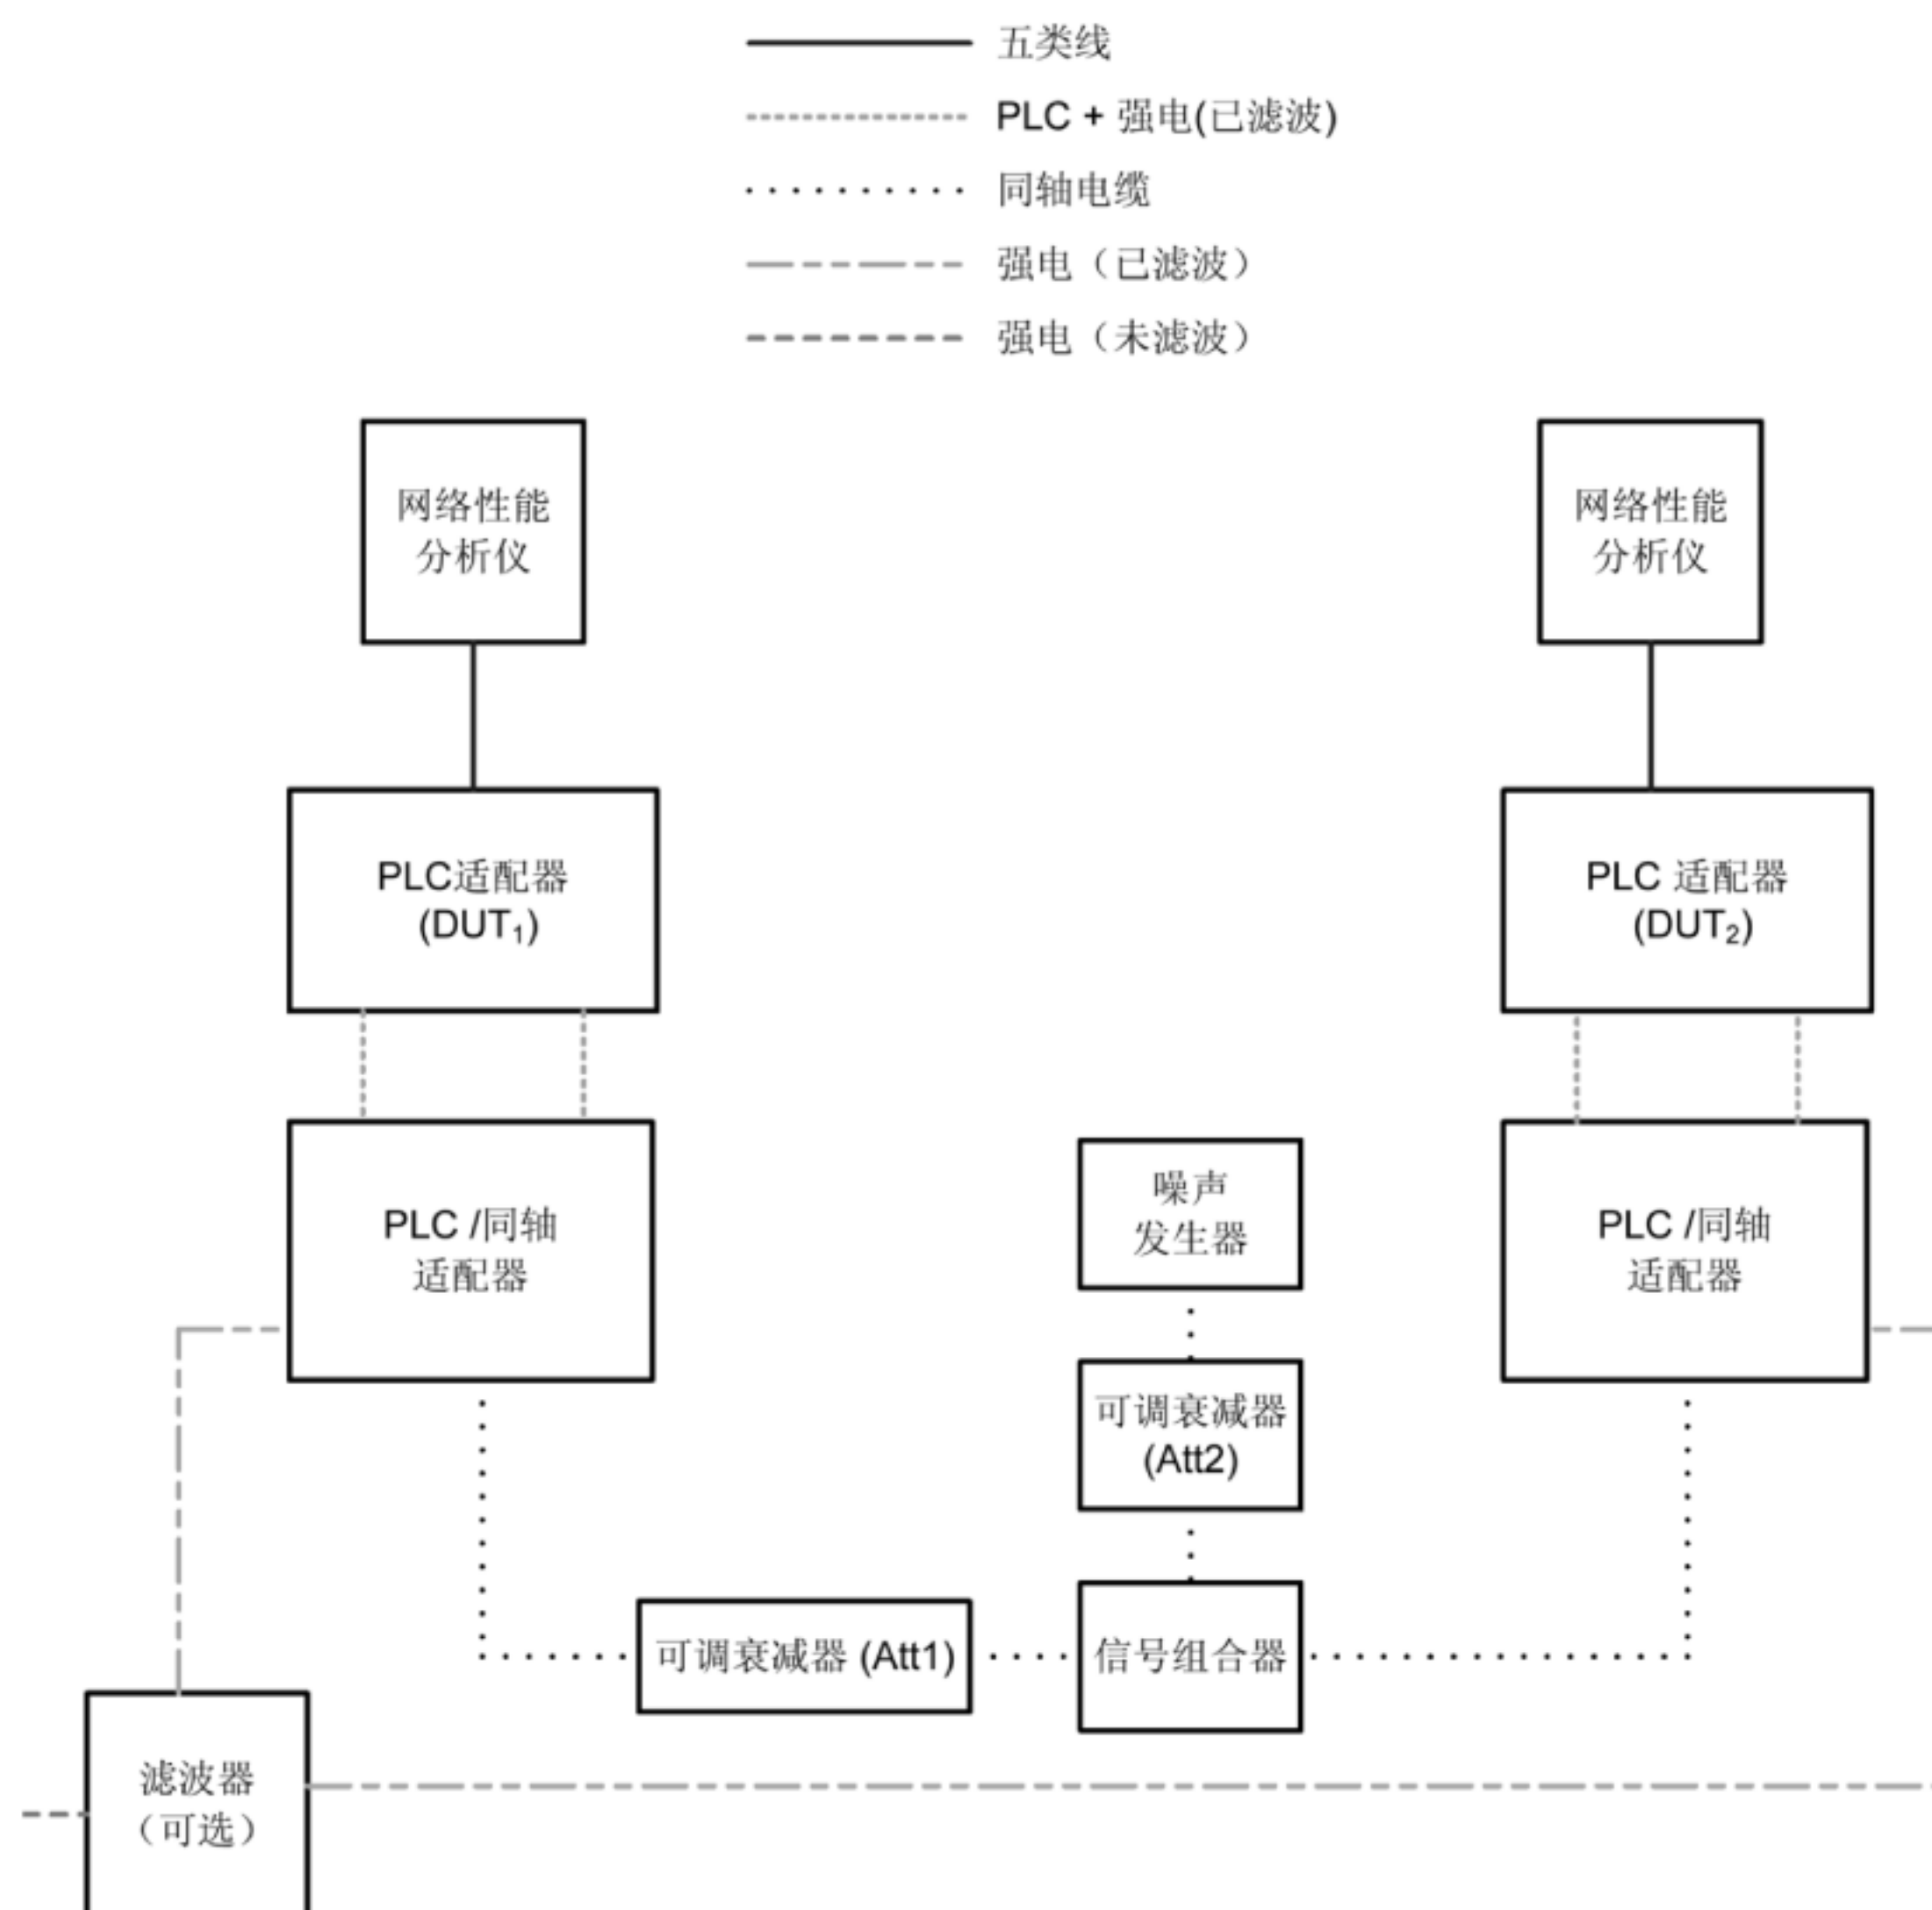 五类线
PLC + 强电(已滤波)
同轴电缆
强电（已滤波）
强电（未滤波）
网络性能
分析仪
网络性能
分析仪
PLC适配器
(DUT₁)
PLC 适配器
(DUT₂)
PLC /同轴
适配器
噪声
发生器
PLC /同轴
适配器
可调衰减器
(Att2)
可调衰减器 (Att1)
信号组合器
滤波器
（可选）